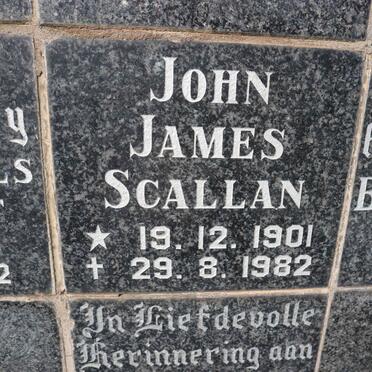 JOHN
JAMES
SCALLAN
★ 19. 12. 1901
✝ 29. 8. 1982
In Liefdevolle
Herinnering aan